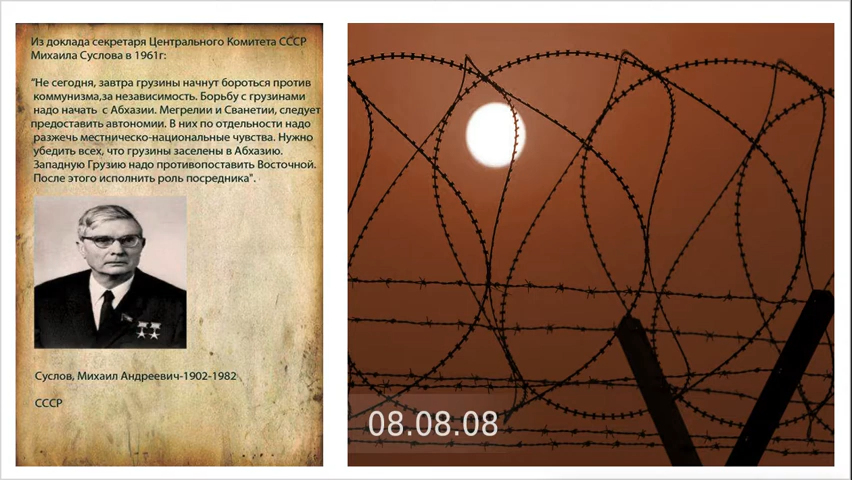 Из доклада секретаря Центрального Комитета СССР
Михаила Суслова в 1961г:
"Не сегодня, завтра грузины начнут бороться против
коммунизма,за независимость. Борьбу с грузинами
надо начать с Абхазии. Мегрелии и Сванетии, следует
предоставить автономии. В них по отдельности надо
разжечь местническо-национальные чувства. Нужно
убедить всех, что грузины заселены в Абхазию.
Западную Грузию надо противопоставить Восточной.
После этого исполнить роль посредника".
Суслов, Михаил Андреевич-1902-1982
СССР
08.08.08